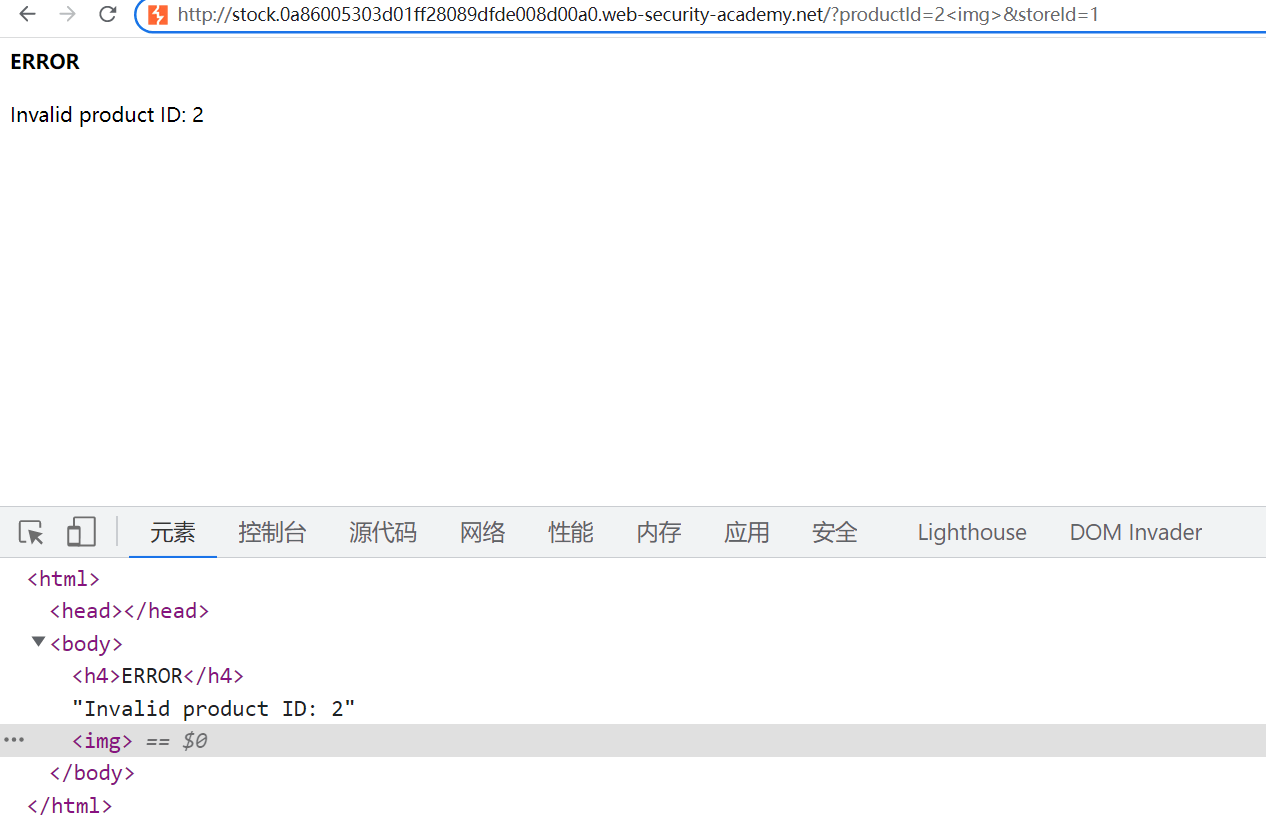 http://stock.0a86005303d01ff28089dfde008d00a0.web-security-academy.net/?productId=2<img>&storeId=1
ERROR
Invalid product ID: 2
元素 控制台 源代码 网络 性能 内存 应用 安全 Lighthouse DOM Invader
<html>
<head></head>
<body>
<h4>ERROR</h4>
"Invalid product ID: 2"
<img> == $0
</body>
</html>